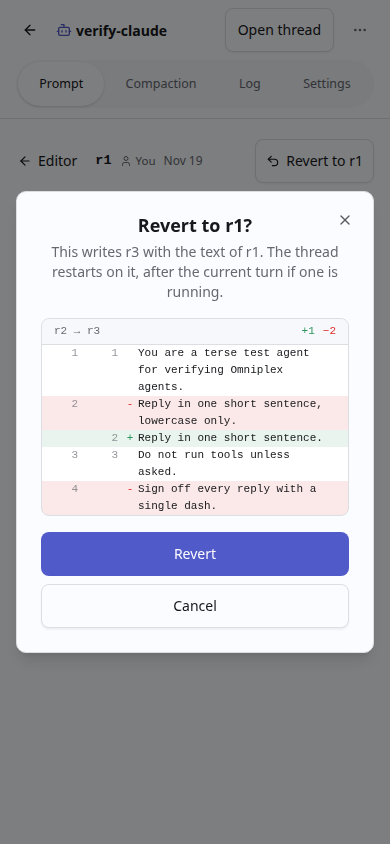 verify-claude
Open thread
Prompt
Compaction
Log
Settings
Editor
r1
You
Nov 19
Revert to r1
Revert to r1?
This writes r3 with the text of r1. The thread
restarts on it, after the current turn if one is
running.
r2 → r3
+1 −2
1 1 You are a terse test agent
for verifying Omniplex
agents.
2 - Reply in one short sentence,
lowercase only.
2 + Reply in one short sentence.
3 3 Do not run tools unless
asked.
4 - Sign off every reply with a
single dash.
Revert
Cancel